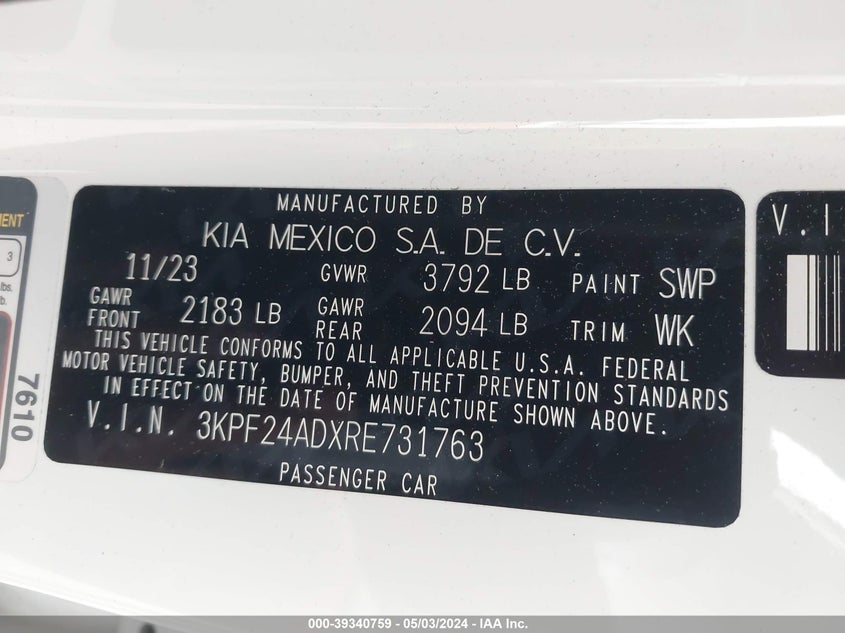 MENT
3
lbs.
b.
7610
MANUFACTURED BY
KIA MEXICO S.A. DE C.V.
11/23 GVWR 3792 LB PAINT SWP
GAWR FRONT 2183 LB GAWR REAR 2094 LB TRIM WK
THIS VEHICLE CONFORMS TO ALL APPLICABLE U.S.A. FEDERAL
MOTOR VEHICLE SAFETY, BUMPER, AND THEFT PREVENTION STANDARDS
IN EFFECT ON THE DATE OF MANUFACTURE SHOWN ABOVE.
V.I.N. 3KPF24ADXRE731763
PASSENGER CAR
V.I
000-39340759 — 05/03/2024 - IAA Inc.